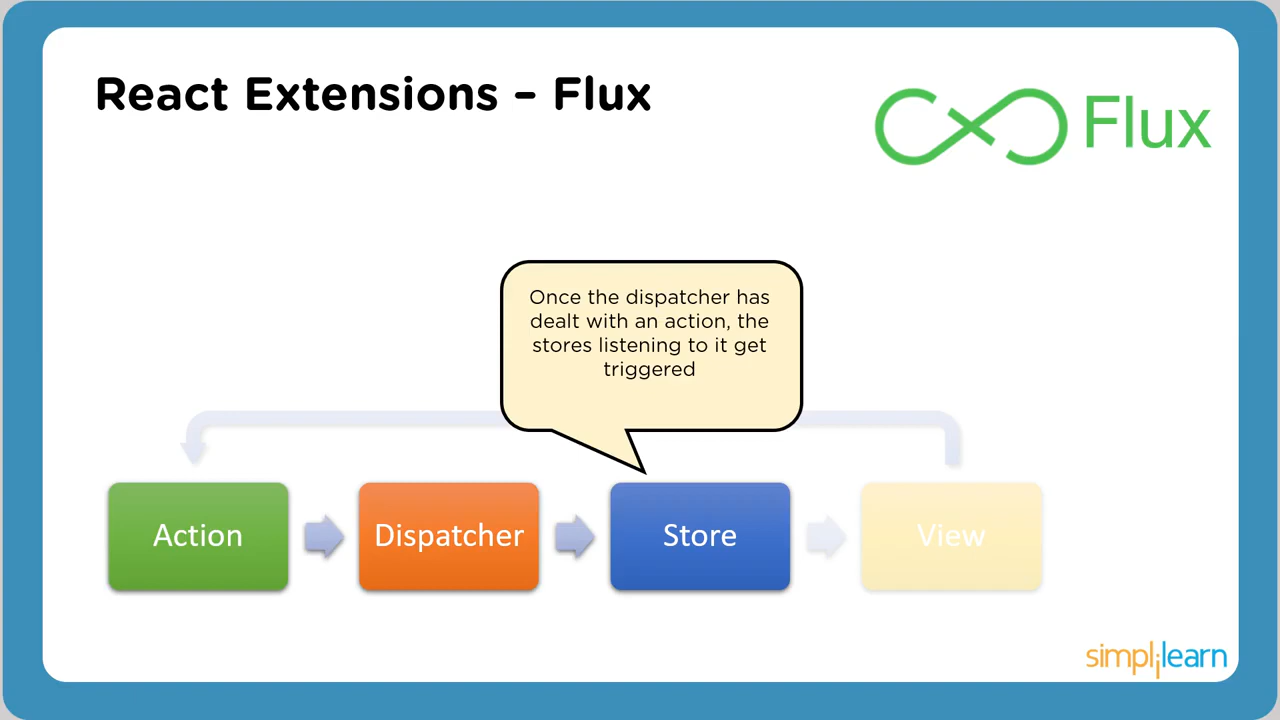 React Extensions – Flux
Flux
Once the dispatcher has
dealt with an action, the
stores listening to it get
triggered
Action
Dispatcher
Store
View
simplilearn